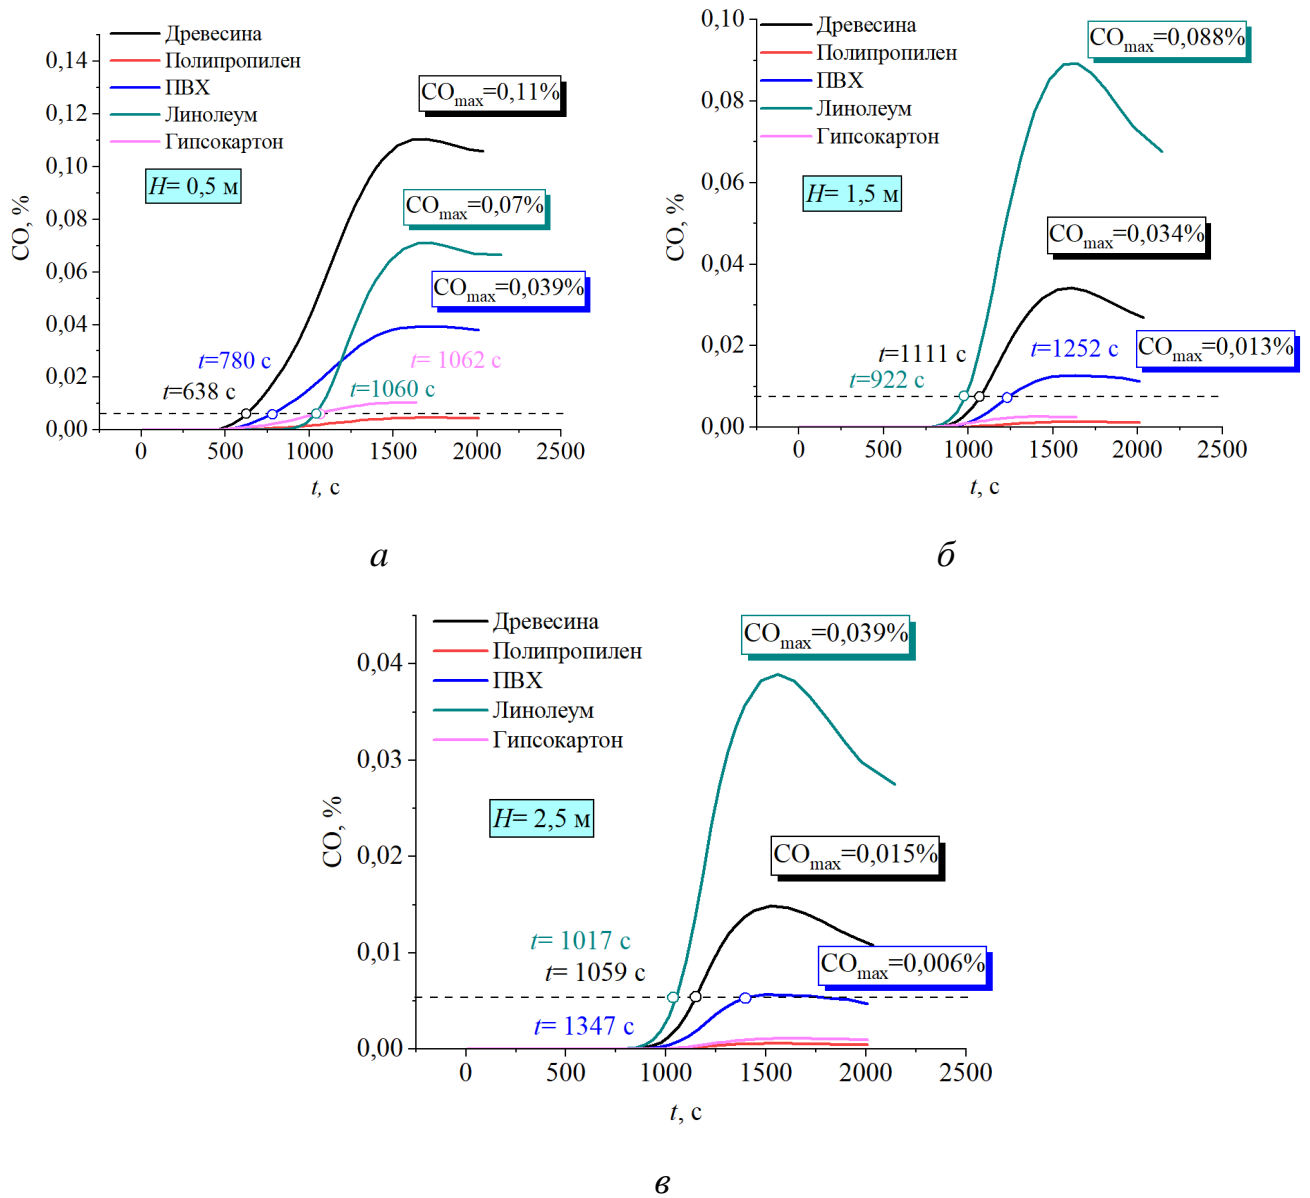 Древесина
Полипропилен
ПВХ
Линолеум
Гипсокартон
H= 0,5 м
COmax=0,11%
COmax=0,07%
COmax=0,039%
t=780 с
t=638 с
t= 1062 с
t=1060 с
CO, %
0,14
0,12
0,10
0,08
0,06
0,04
0,02
0,00
0 500 1000 1500 2000 2500
t, с
а
Древесина
Полипропилен
ПВХ
Линолеум
Гипсокартон
H= 1,5 м
COmax=0,088%
COmax=0,034%
COmax=0,013%
t=1111 с
t=922 с
t=1252 с
CO, %
0,10
0,08
0,06
0,04
0,02
0,00
0 500 1000 1500 2000 2500
t, с
б
Древесина
Полипропилен
ПВХ
Линолеум
Гипсокартон
H= 2,5 м
COmax=0,039%
COmax=0,015%
COmax=0,006%
t= 1017 с
t= 1059 с
t= 1347 с
CO, %
0,04
0,03
0,02
0,01
0,00
0 500 1000 1500 2000 2500
t, с
в